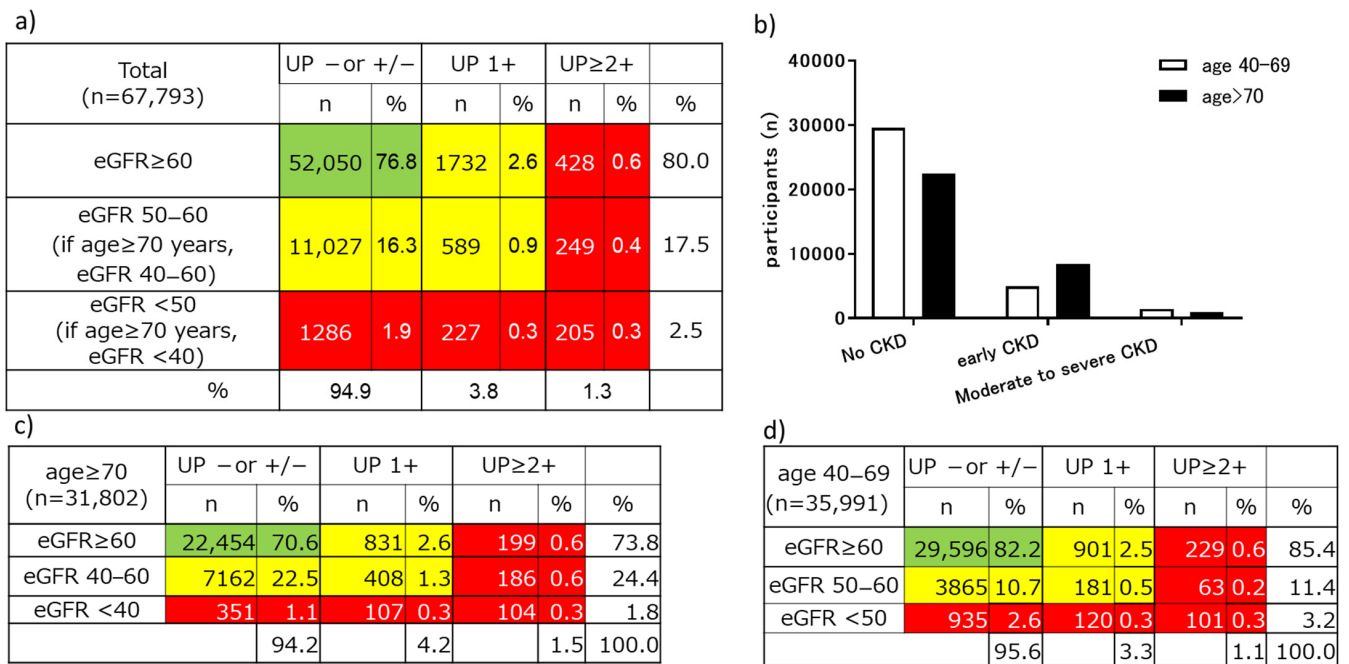 a)
Total
(n=67,793)
UP −or +/− UP 1+ UP≥2+
n % n % n % %
eGFR≥60 52,050 76.8 1732 2.6 428 0.6 80.0
eGFR 50−60
(if age≥70 years,
eGFR 40−60)
11,027 16.3 589 0.9 249 0.4 17.5
eGFR <50
(if age≥70 years,
eGFR <40)
1286 1.9 227 0.3 205 0.3 2.5
% 94.9 3.8 1.3
b)
participants (n)
40000
30000
20000
10000
0
age 40-69
age>70
No CKD
early CKD
Moderate to severe CKD
c)
age≥70
(n=31,802)
UP −or +/− UP 1+ UP≥2+
n % n % n % %
eGFR≥60 22,454 70.6 831 2.6 199 0.6 73.8
eGFR 40−60 7162 22.5 408 1.3 186 0.6 24.4
eGFR <40 351 1.1 107 0.3 104 0.3 1.8
94.2 4.2 1.5 100.0
d)
age 40−69
(n=35,991)
UP −or +/− UP 1+ UP≥2+
n % n % n % %
eGFR≥60 29,596 82.2 901 2.5 229 0.6 85.4
eGFR 50−60 3865 10.7 181 0.5 63 0.2 11.4
eGFR <50 935 2.6 120 0.3 101 0.3 3.2
95.6 3.3 1.1 100.0